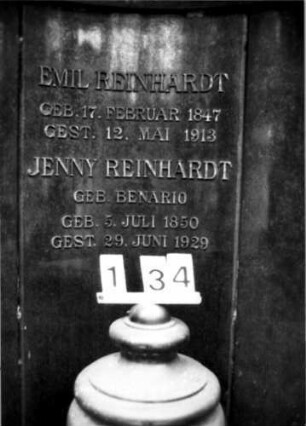 EMIL REINHARDT
GEB. 17. FEBRUAR 1847
GEST. 12. MAI 1913
JENNY REINHARDT
GEB. BENARIO
GEB. 5. JULI 1850
GEST. 29. JUNI 1929
1 34